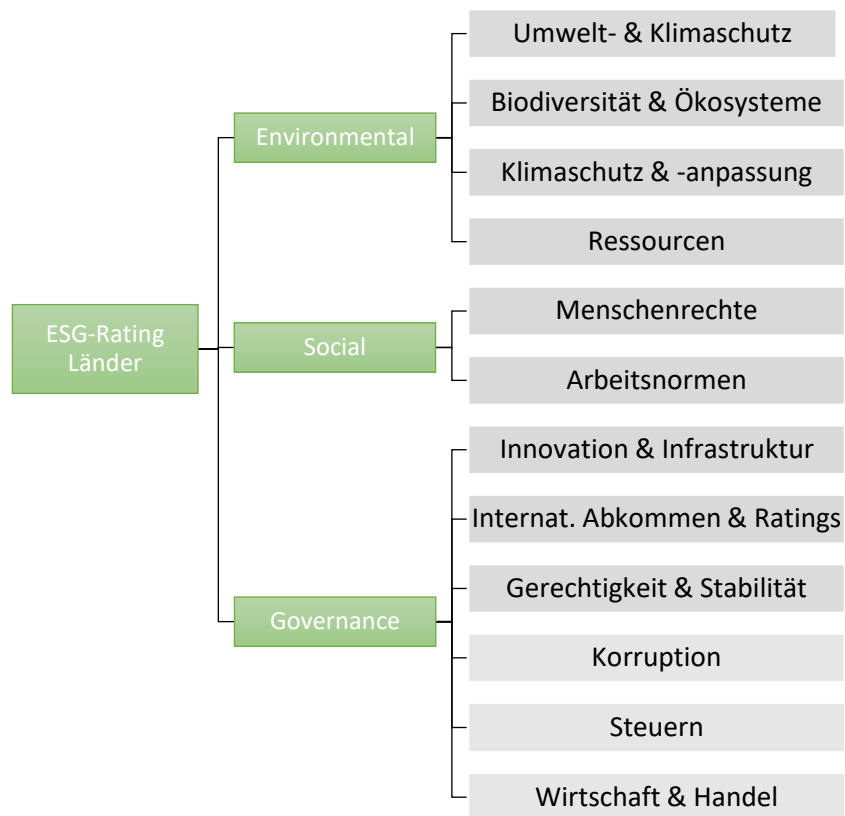 ESG-Rating
Länder
Environmental
Umwelt- & Klimaschutz
Biodiversität & Ökosysteme
Klimaschutz & -anpassung
Ressourcen
Social
Menschenrechte
Arbeitsnormen
Governance
Innovation & Infrastruktur
Internat. Abkommen & Ratings
Gerechtigkeit & Stabilität
Korruption
Steuern
Wirtschaft & Handel